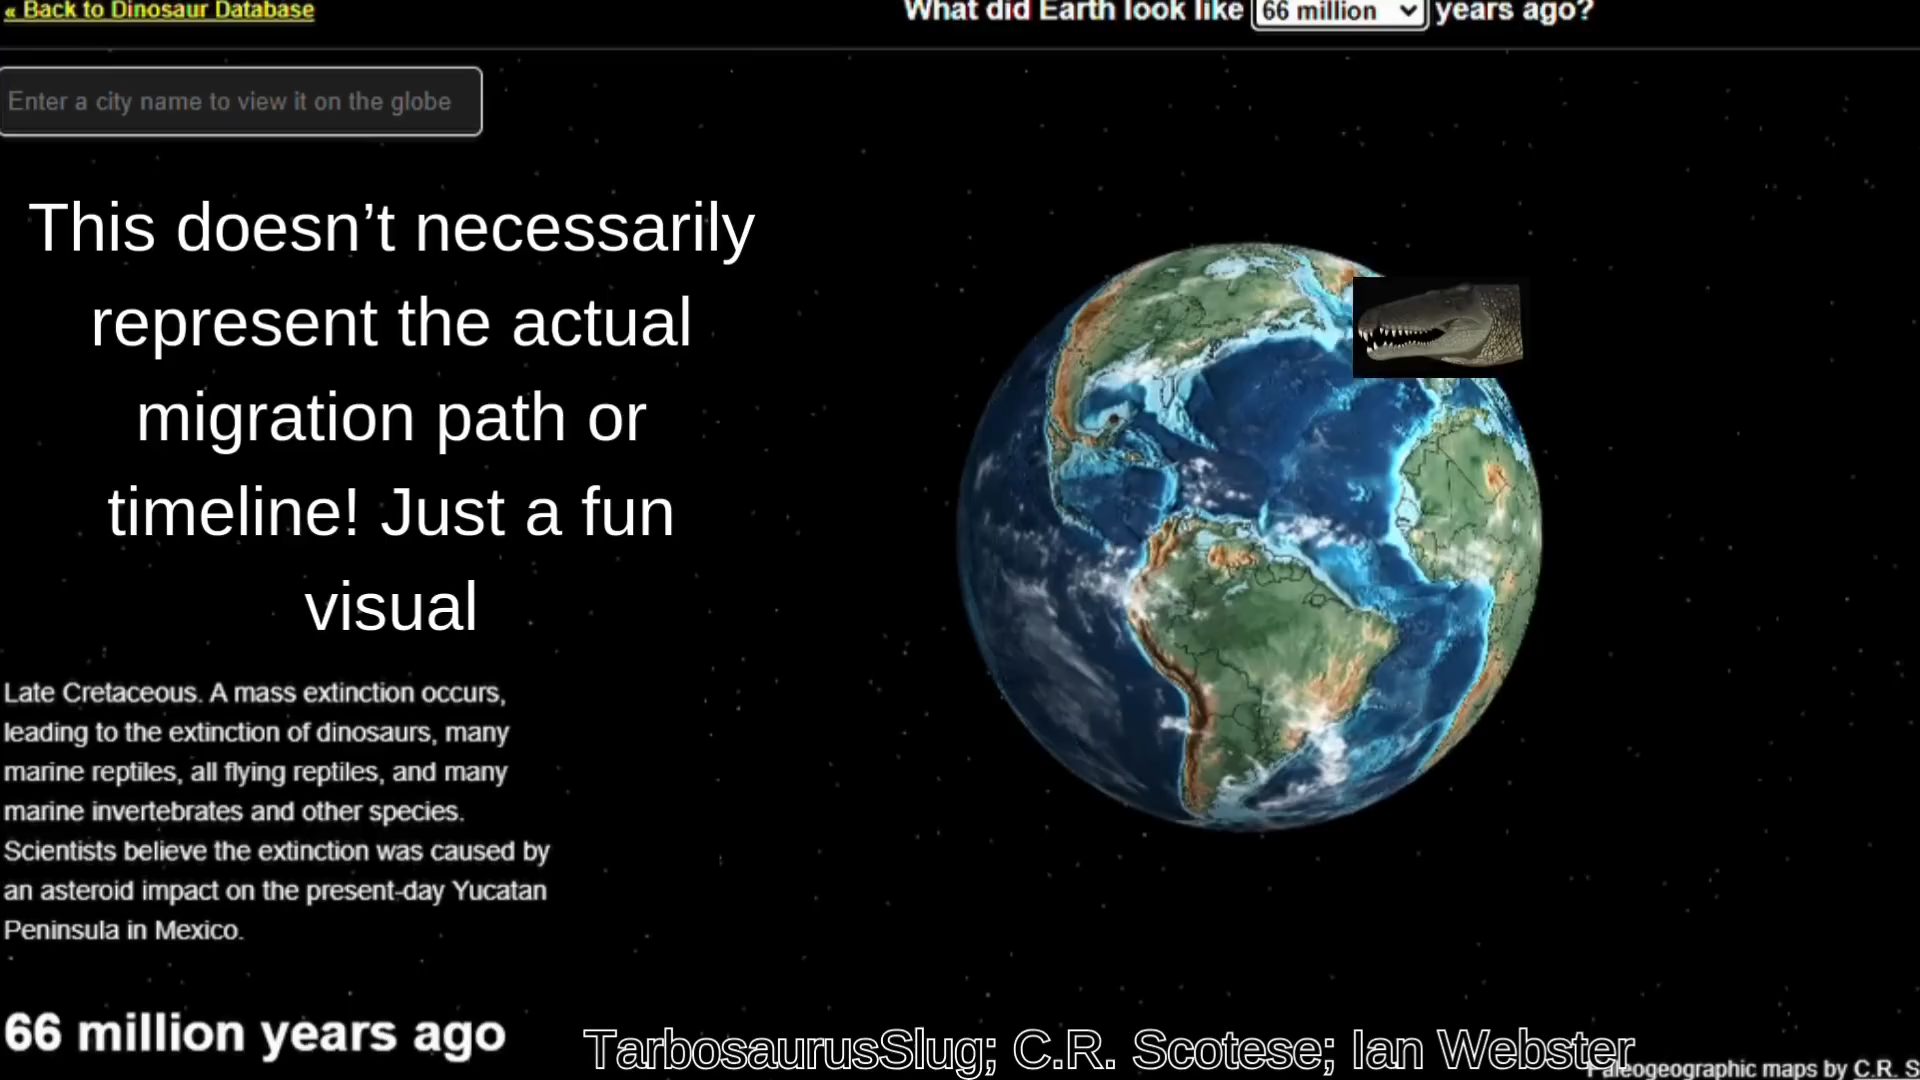 « Back to Dinosaur Database
What did Earth look like 66 million years ago?
Enter a city name to view it on the globe
This doesn’t necessarily
represent the actual
migration path or
timeline! Just a fun
visual
Late Cretaceous. A mass extinction occurs,
leading to the extinction of dinosaurs, many
marine reptiles, all flying reptiles, and many
marine invertebrates and other species.
Scientists believe the extinction was caused by
an asteroid impact on the present-day Yucatan
Peninsula in Mexico.
66 million years ago
TarbosaurusSlug; C.R. Scotese; Ian Webster
maps by C.R. S